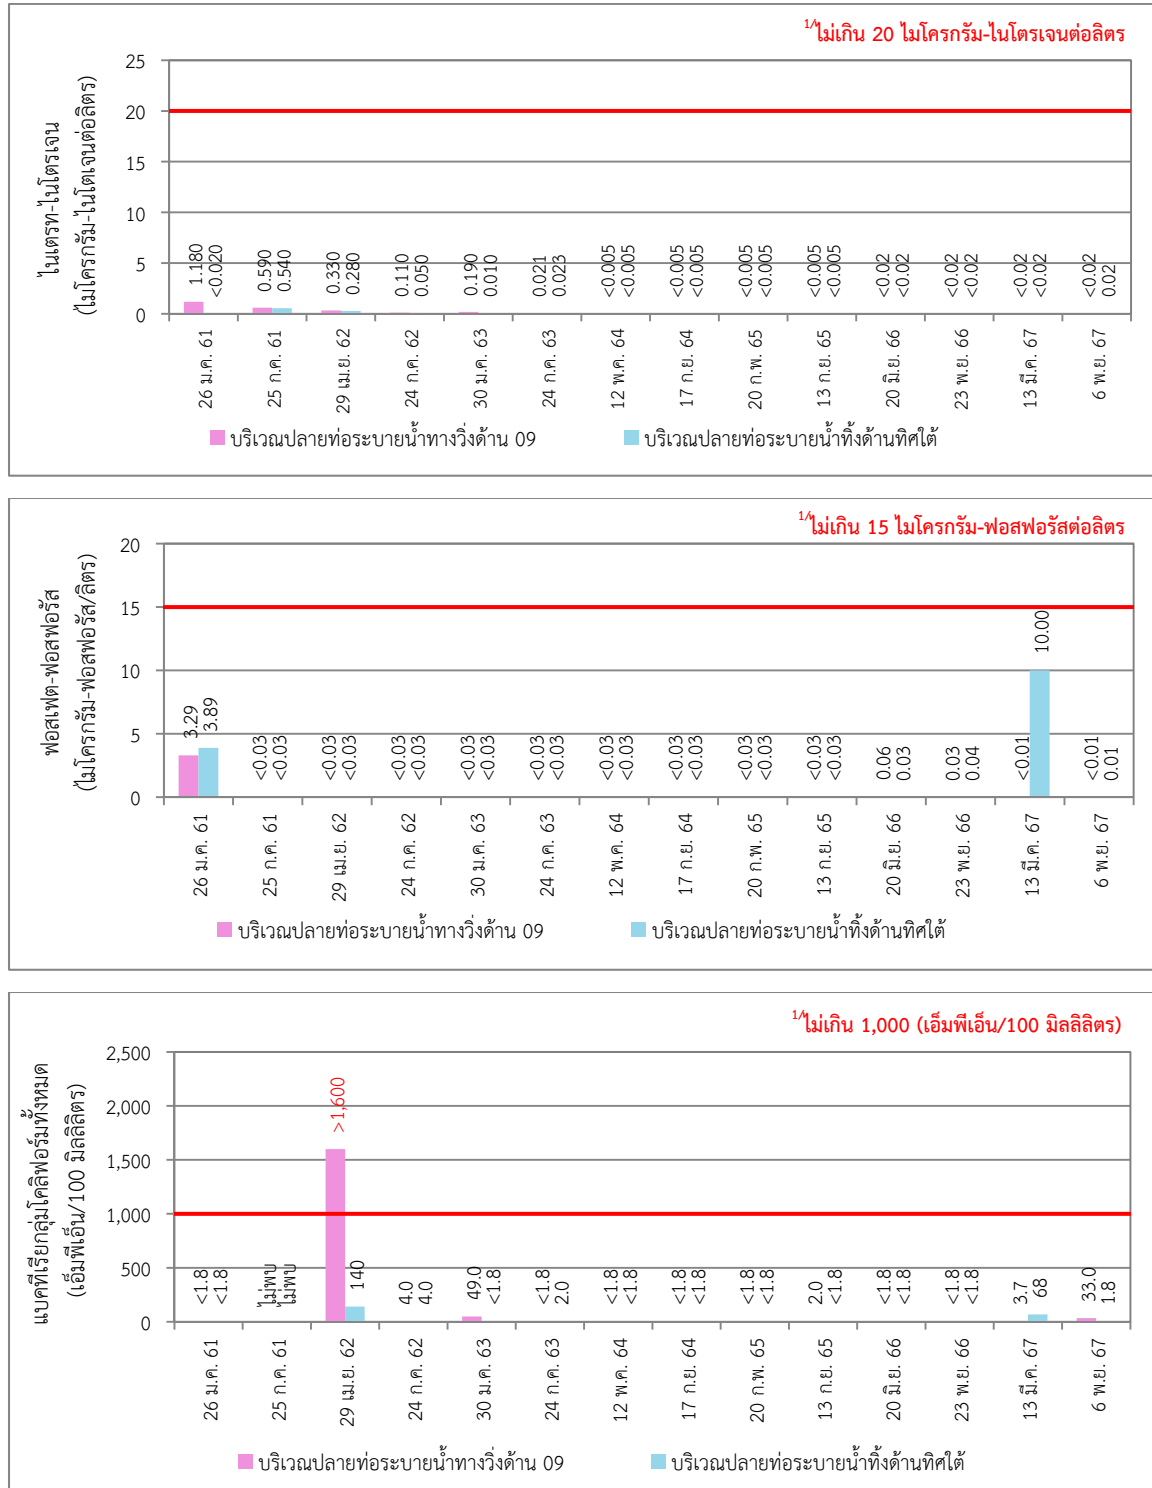 1/ไม่เกิน 20 ไมโครกรัม-ไนโตรเจนต่อลิตร
ไนเตรท-ไนโตรเจน
(ไมโครกรัม-ไนโตเจนต่อลิตร)
25
20
15
10
5
0
1.180 <0.020 0.590 0.540 0.330 0.280 0.110 0.050 0.190 0.010 0.021 0.023 <0.005 <0.005 <0.005 <0.005 <0.005 <0.005 <0.005 <0.005 <0.02 <0.02 <0.02 <0.02 <0.02 <0.02 <0.02 0.02
26 ม.ค. 61 25 ก.ค. 61 29 เม.ย. 62 24 ก.ค. 62 30 ม.ค. 63 24 ก.ค. 63 12 พ.ค. 64 17 ก.ย. 64 20 ก.พ. 65 13 ก.ย. 65 20 มิ.ย. 66 23 พ.ย. 66 13 มี.ค. 67 6 พ.ย. 67
บริเวณปลายท่อระบายน้ำทางวิ่งด้าน 09 บริเวณปลายท่อระบายน้ำทิ้งด้านทิศใต้
1/ไม่เกิน 15 ไมโครกรัม-ฟอสฟอรัสต่อลิตร
ฟอสเฟต-ฟอสฟอรัส
(ไมโครกรัม-ฟอสฟอรัส/ลิตร)
20
15
10
5
0
3.29 3.89 <0.03 <0.03 <0.03 <0.03 <0.03 <0.03 <0.03 <0.03 <0.03 <0.03 <0.03 <0.03 <0.03 <0.03 <0.03 <0.03 <0.03 <0.03 0.06 0.03 0.03 0.04 <0.01 10.00 <0.01 0.01
26 ม.ค. 61 25 ก.ค. 61 29 เม.ย. 62 24 ก.ค. 62 30 ม.ค. 63 24 ก.ค. 63 12 พ.ค. 64 17 ก.ย. 64 20 ก.พ. 65 13 ก.ย. 65 20 มิ.ย. 66 23 พ.ย. 66 13 มี.ค. 67 6 พ.ย. 67
บริเวณปลายท่อระบายน้ำทางวิ่งด้าน 09 บริเวณปลายท่อระบายน้ำทิ้งด้านทิศใต้
1/ไม่เกิน 1,000 (เอ็มพีเอ็น/100 มิลลิลิตร)
แบคทีเรียกลุ่มโคลิฟอร์มทั้งหมด
(เอ็มพีเอ็น/100 มิลลิลิตร)
2,500
2,000
1,500
1,000
500
0
<1.8 <1.8 ไม่พบ ไม่พบ >1,600 140 4.0 4.0 49.0 <1.8 <1.8 2.0 <1.8 <1.8 <1.8 <1.8 <1.8 <1.8 2.0 <1.8 <1.8 <1.8 <1.8 <1.8 3.7 68 33.0 1.8
26 ม.ค. 61 25 ก.ค. 61 29 เม.ย. 62 24 ก.ค. 62 30 ม.ค. 63 24 ก.ค. 63 12 พ.ค. 64 17 ก.ย. 64 20 ก.พ. 65 13 ก.ย. 65 20 มิ.ย. 66 23 พ.ย. 66 13 มี.ค. 67 6 พ.ย. 67
บริเวณปลายท่อระบายน้ำทางวิ่งด้าน 09 บริเวณปลายท่อระบายน้ำทิ้งด้านทิศใต้